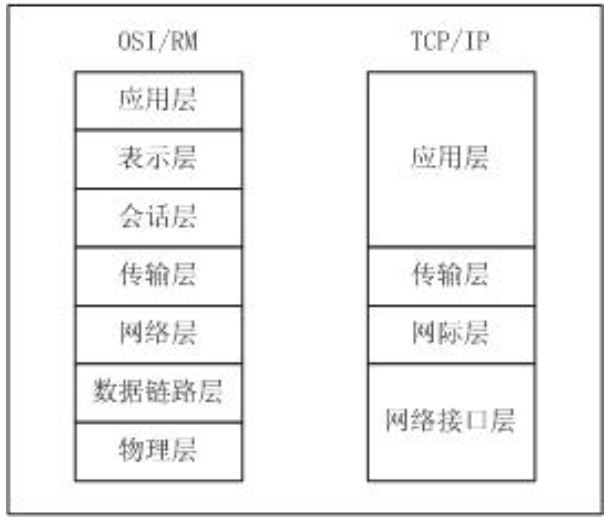 OSI/RM
TCP/IP
应用层
表示层
会话层
传输层
网络层
数据链路层
物理层
应用层
传输层
网际层
网络接口层